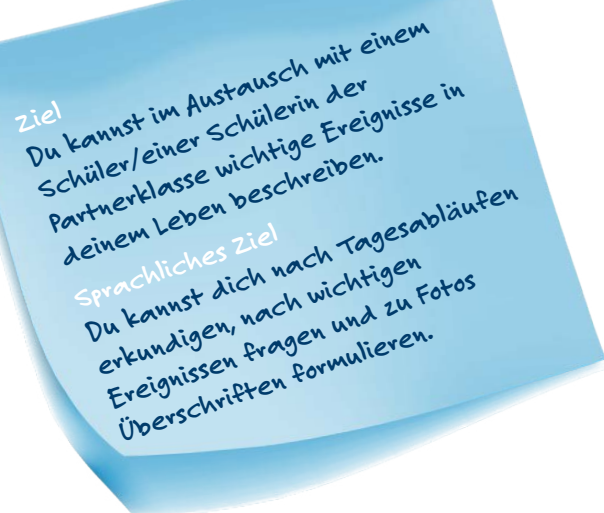 Ziel
Du kannst im Austausch mit einem
Schüler/einer Schülerin der
Partnerklasse wichtige Ereignisse in
deinem Leben beschreiben.
Sprachliches Ziel
Du kannst dich nach Tagesabläufen
erkundigen, nach wichtigen
Ereignissen fragen und zu Fotos
Überschriften formulieren.